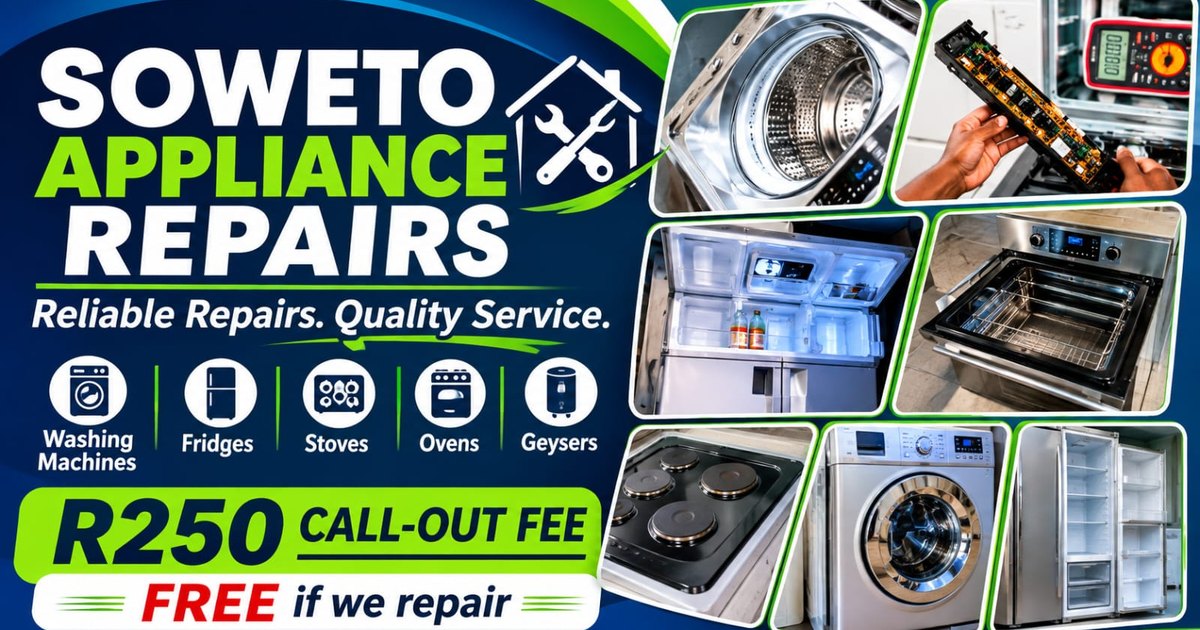 SOWETO
APPLIANCE
REPAIRS
Reliable Repairs. Quality Service.
Washing
Machines
Fridges
Stoves
Ovens
Geysers
R250 CALL-OUT FEE
FREE if we repair